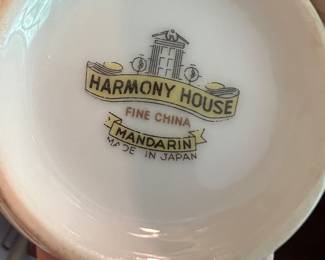 HARMONY HOUSE
FINE CHINA
MANDARIN
MADE IN JAPAN